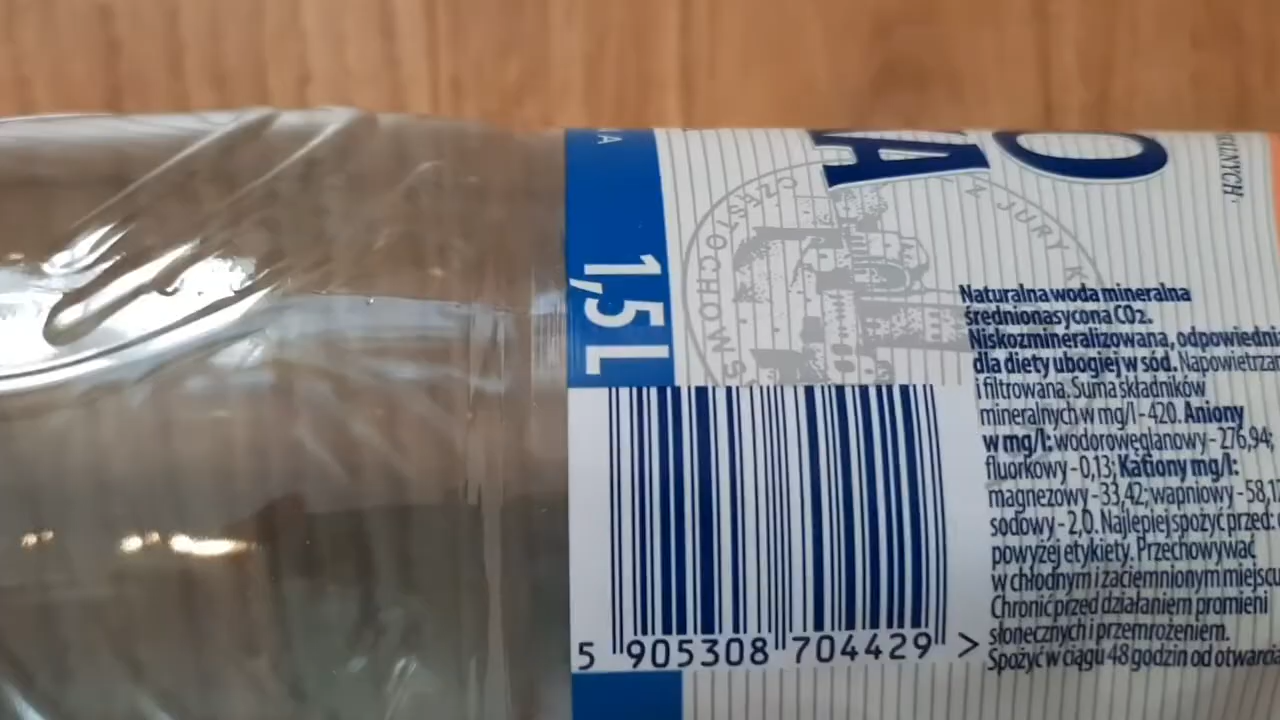 1,5 L
CZĘSTOCHOWSK
Z JURY K
Naturalna woda mineralna
średnionasycona CO2.
Niskozmineralizowana, odpowiedni
dla diety ubogiej w sód. Napowietrzan
i filtrowana. Suma składników
mineralnych w mg/l - 420. Aniony
w mg/l: wodorowęglanowy - 276,94;
fluorkowy - 0,13; Kationy mg/l:
magnezowy - 33,42; wapniowy - 58,1
sodowy - 2,0. Najlepiej spożyć przed:
powyżej etykiety. Przechowywać
w chłodnym i zaciemnionym miejscu
Chronić przed działaniem promieni
słonecznych i przemrożeniem.
Spożyć w ciągu 48 godzin od otwarcia
5 905308 704429 >